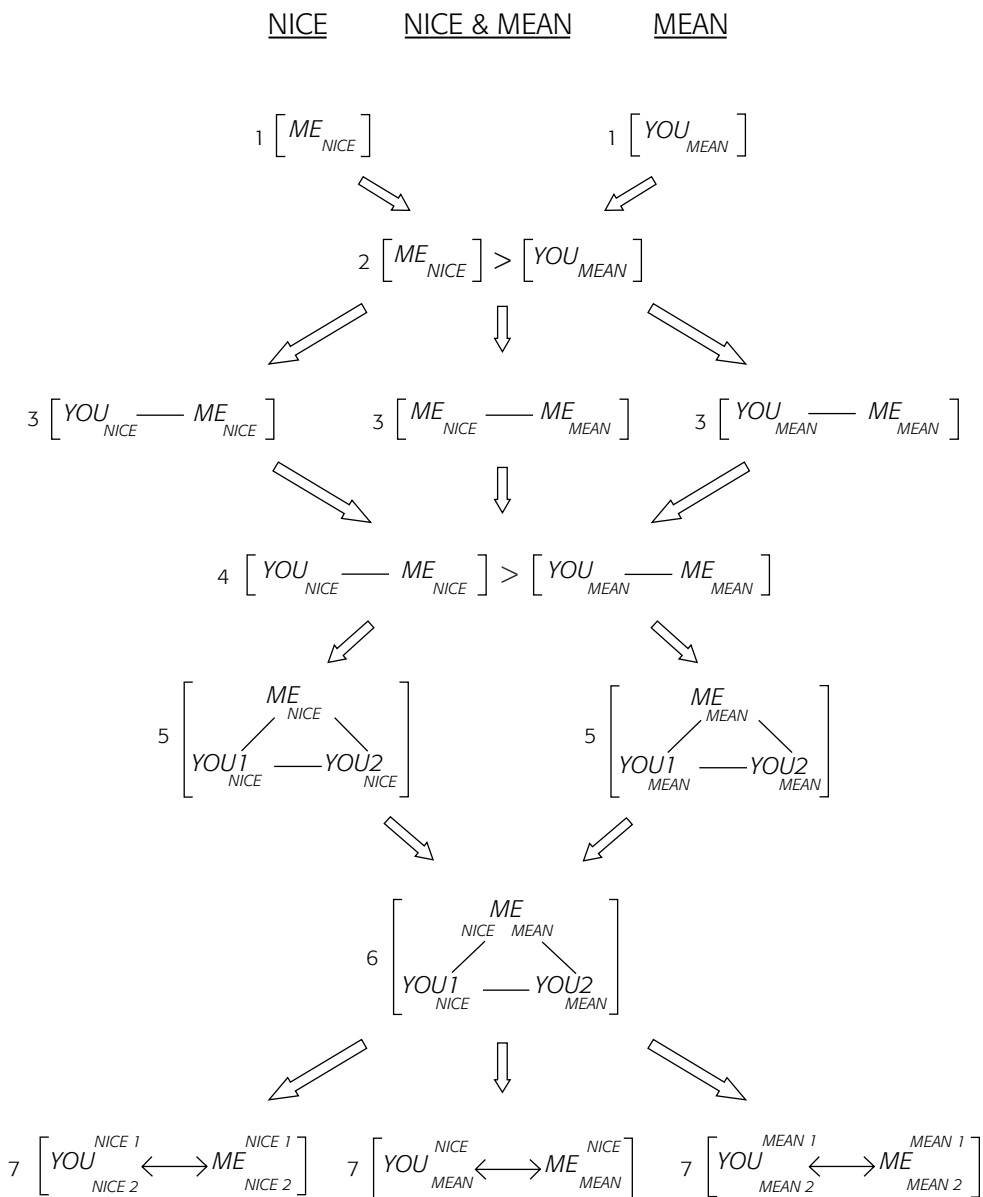 NICE NICE & MEAN MEAN
1 [ME NICE] 1 [YOU MEAN]
2 [ME NICE] > [YOU MEAN]
3 [YOU NICE — ME NICE] 3 [ME NICE — ME MEAN] 3 [YOU MEAN — ME MEAN]
4 [YOU NICE — ME NICE] > [YOU MEAN — ME MEAN]
ME NICE ME MEAN
5 5
YOU1 NICE — YOU2 NICE YOU1 MEAN — YOU2 MEAN
ME
NICE MEAN
6
YOU1 NICE — YOU2 MEAN
NICE 1 NICE 1 NICE NICE MEAN 1 MEAN 1
7 [YOU ↔ ME] 7 [YOU ↔ ME] 7 [YOU ↔ ME]
NICE 2 NICE 2 MEAN MEAN MEAN 2 MEAN 2